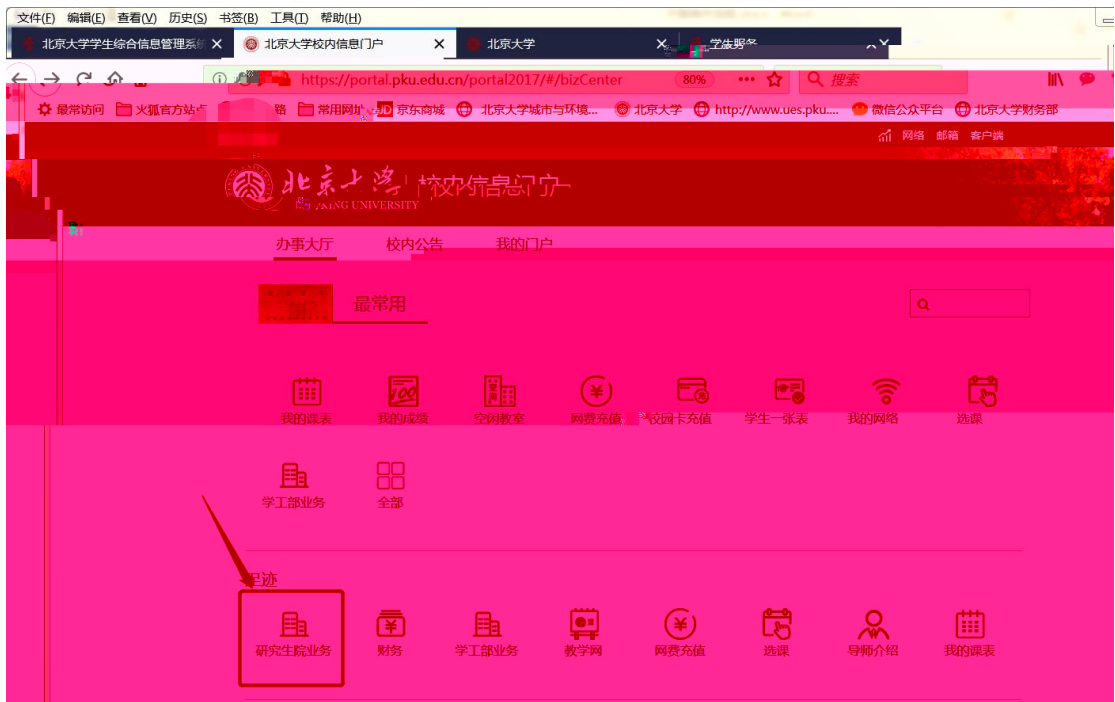 文件(F) 编辑(E) 查看(V) 历史(S) 书签(B) 工具(T) 帮助(H)
北京大学学生综合信息管理系统 北京大学校内信息门户 北京大学
https://portal.pku.edu.cn/portal2017/#/bizCenter 80% 搜索
最常访问 火狐官方站点 常用网址 JD 京东商城 北京大学城市与环境... 北京大学 http://www.ues.pku.... 微信公众平台 北京大学财务部
网络 邮箱 客户端
北京大学 校内信息门户
UNIVERSITY
办事大厅 校内公告 我的门户
最常用
我的课表 我的成绩 空闲教室 网费充值 校园卡充值 学生一张表 我的网络 选课
学工部业务 全部
足迹
研究生院业务 财务 学工部业务 教学网 网费充值 选课 导师介绍 我的课表